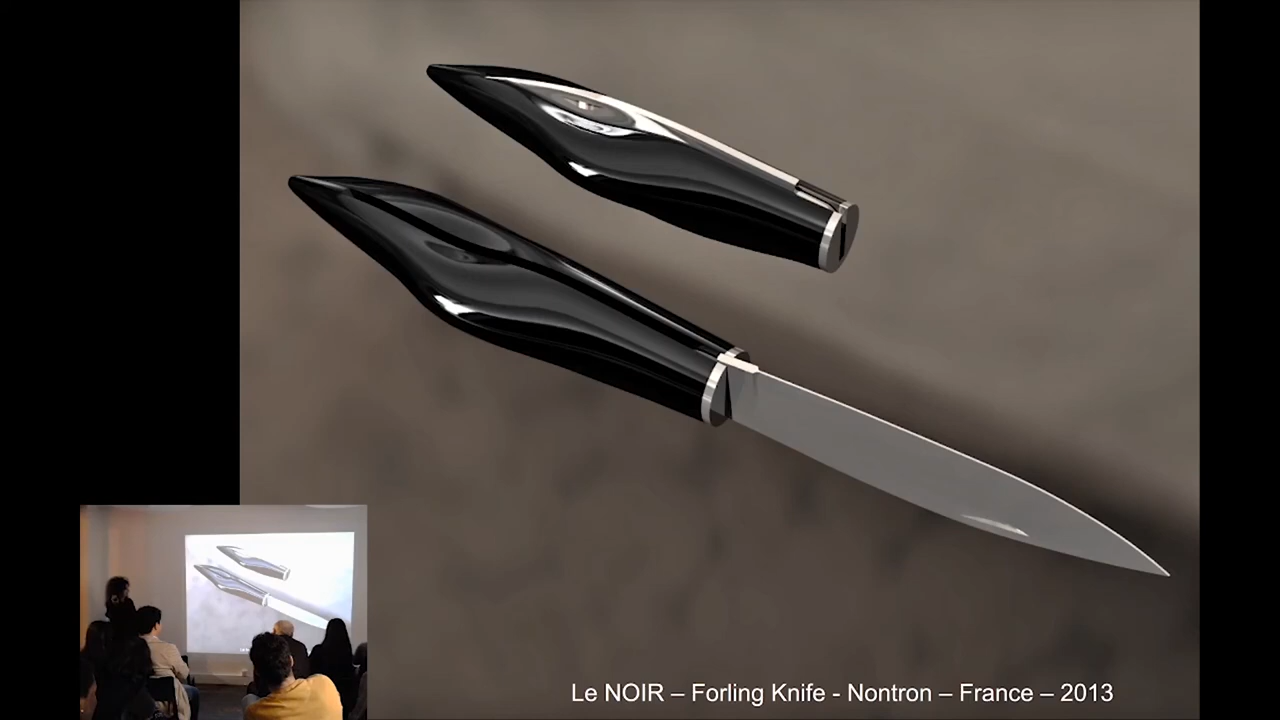 Le NOIR – Forling Knife - Nontron – France – 2013